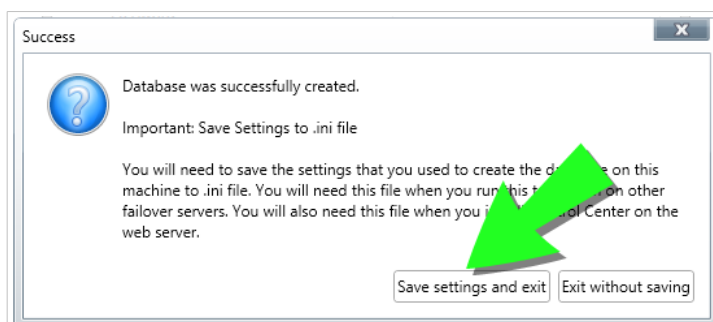 Success
Database was successfully created.
Important: Save Settings to .ini file
You will need to save the settings that you used to create the on this
machine to .ini file. You will need this file when you run on other
failover servers. You will also need this file when you Center on the
web server.
Save settings and exit Exit without saving